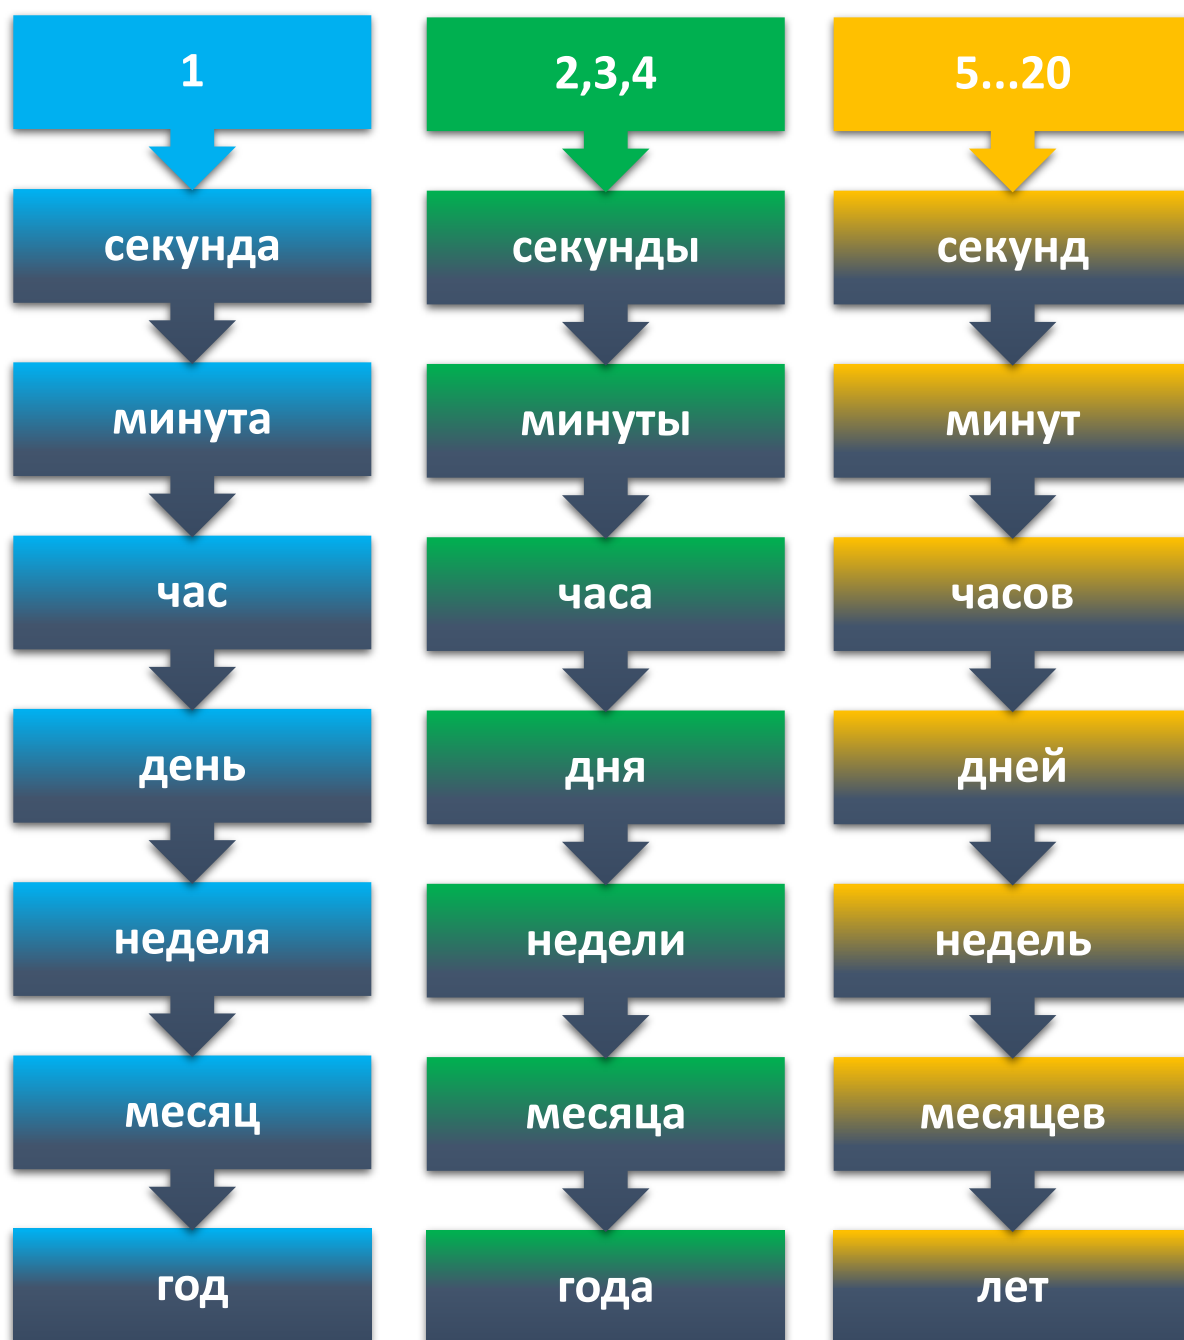 1
секунда
минута
час
день
неделя
месяц
год
2,3,4
секунды
минуты
часа
дня
недели
месяца
года
5...20
секунд
минут
часов
дней
недель
месяцев
лет